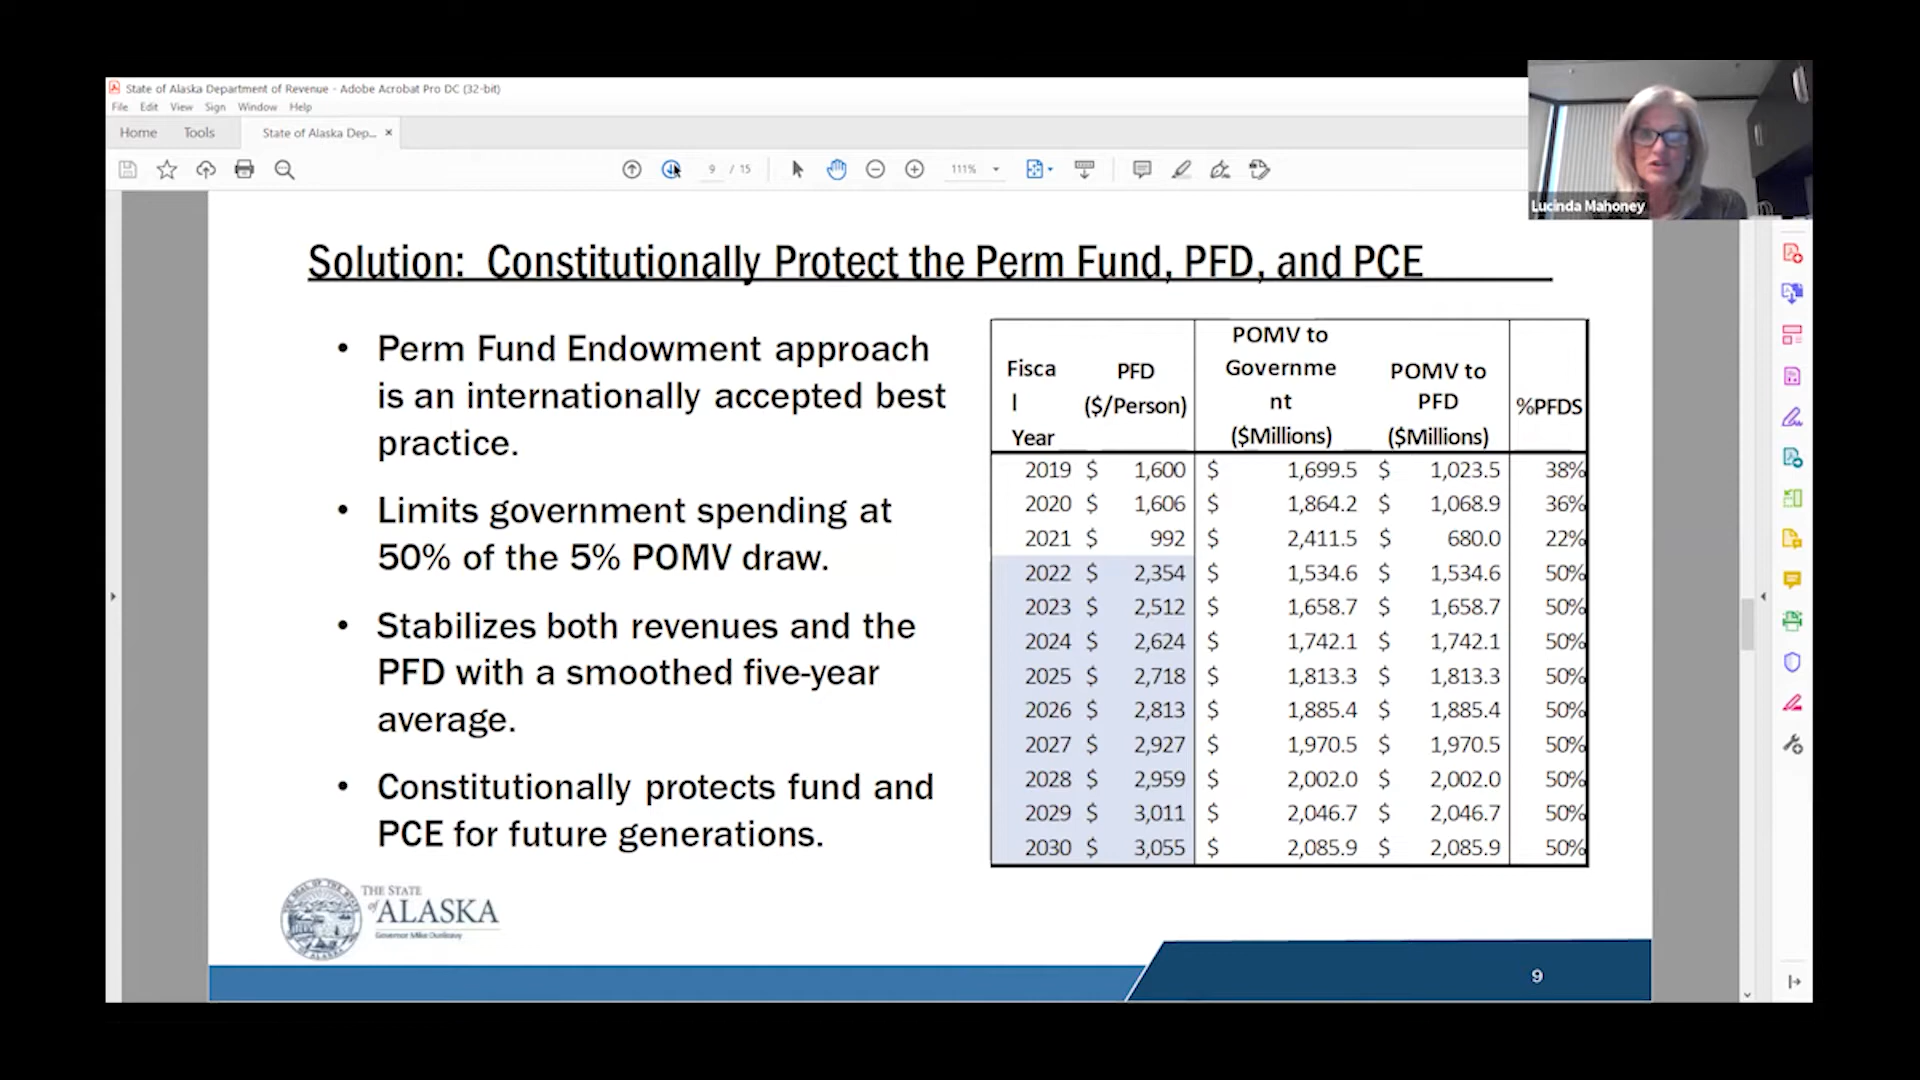 State of Alaska Department of Revenue - Adobe Acrobat Pro DC (32-bit)
File Edit View Sign Window Help
Home Tools State of Alaska Dep... ×
9 / 15 111%
Lucinda Mahoney
Solution: Constitutionally Protect the Perm Fund, PFD, and PCE
• Perm Fund Endowment approach
is an internationally accepted best
practice.
• Limits government spending at
50% of the 5% POMV draw.
• Stabilizes both revenues and the
PFD with a smoothed five-year
average.
• Constitutionally protects fund and
PCE for future generations.
Fisca
l
Year
PFD
($/Person)
POMV to
Governme
nt
($Millions)
POMV to
PFD
($Millions)
%PFDS
2019 $ 1,600 $ 1,699.5 $ 1,023.5 38%
2020 $ 1,606 $ 1,864.2 $ 1,068.9 36%
2021 $ 992 $ 2,411.5 $ 680.0 22%
2022 $ 2,354 $ 1,534.6 $ 1,534.6 50%
2023 $ 2,512 $ 1,658.7 $ 1,658.7 50%
2024 $ 2,624 $ 1,742.1 $ 1,742.1 50%
2025 $ 2,718 $ 1,813.3 $ 1,813.3 50%
2026 $ 2,813 $ 1,885.4 $ 1,885.4 50%
2027 $ 2,927 $ 1,970.5 $ 1,970.5 50%
2028 $ 2,959 $ 2,002.0 $ 2,002.0 50%
2029 $ 3,011 $ 2,046.7 $ 2,046.7 50%
2030 $ 3,055 $ 2,085.9 $ 2,085.9 50%
THE STATE
of ALASKA
Governor Mike Dunleavy
9